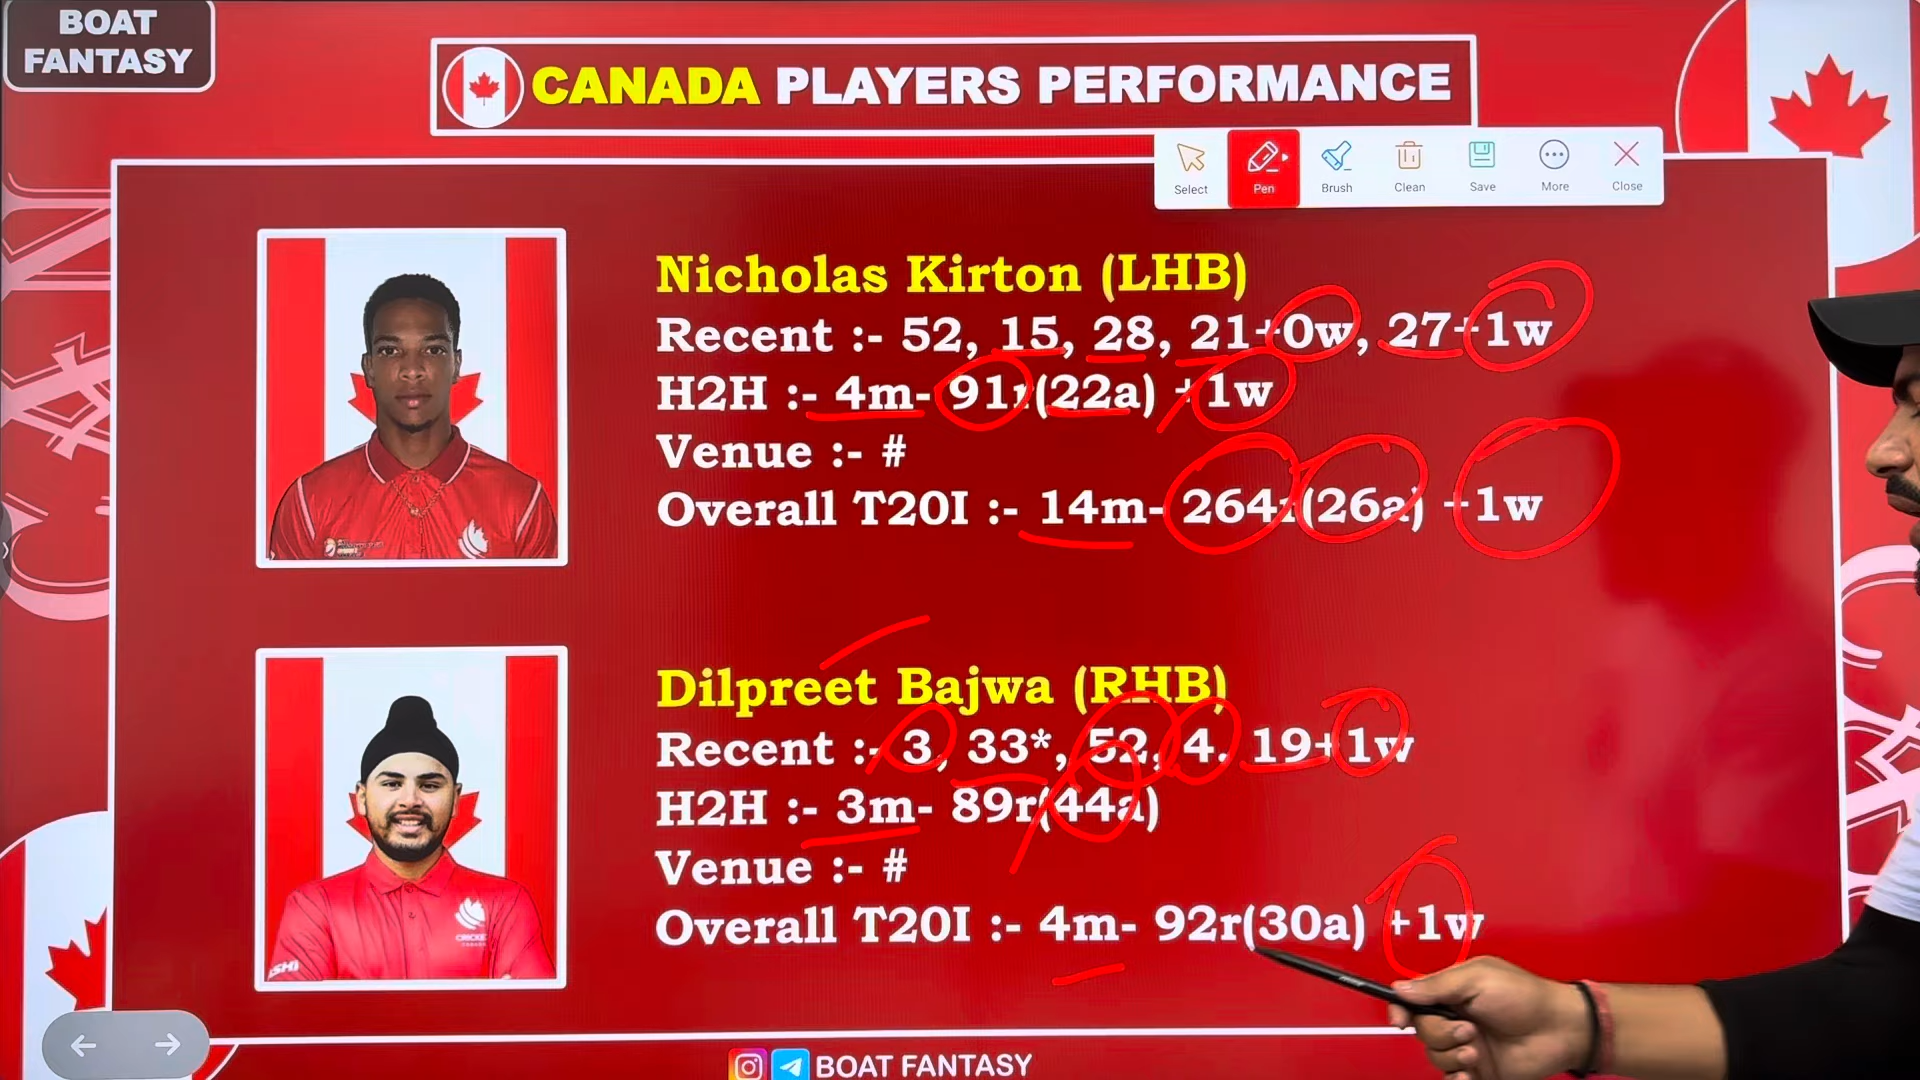 BOAT
FANTASY
CANADA PLAYERS PERFORMANCE
Select
Pen
Brush
Clean
Save
More
Close
Nicholas Kirton (LHB)
Recent :- 52, 15, 28, 21+0w, 27+1w
H2H :- 4m- 91r(22a) +1w
Venue :- #
Overall T20I :- 14m- 264r(26a) +1w
Dilpreet Bajwa (RHB)
Recent :- 3, 33*, 52, 4, 19+1w
H2H :- 3m- 89r(44a)
Venue :- #
Overall T20I :- 4m- 92r(30a) +1w
BOAT FANTASY